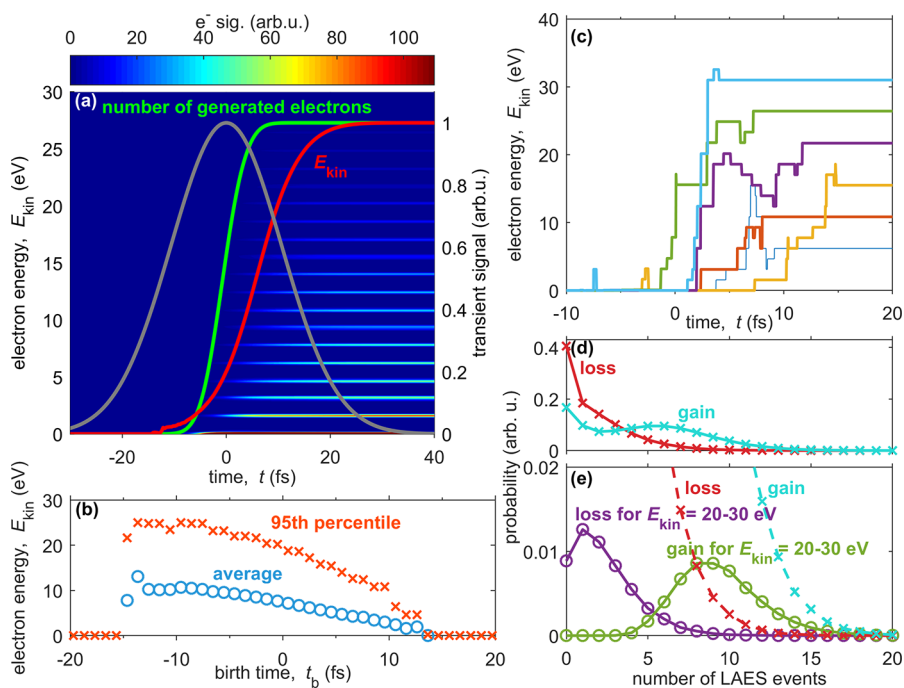 e⁻ sig. (arb.u.)
0 20 40 60 80 100
(a)
number of generated electrons
E_kin
electron energy, E_kin (eV)
30
25
20
15
10
5
0
transient signal (arb.u.)
1
0.8
0.6
0.4
0.2
0
-20 0 20 40
time, t (fs)
(b)
95th percentile
average
electron energy, E_kin (eV)
30
20
10
0
-20 -10 0 10 20
birth time, t_b (fs)
(c)
electron energy, E_kin (eV)
40
30
20
10
0
-10 0 10 20
time, t (fs)
(d)
loss
gain
probability (arb. u.)
0.4
0.2
0
(e)
loss
gain
loss for E_kin = 20-30 eV
gain for E_kin = 20-30 eV
0.02
0.01
0
0 5 10 15 20
number of LAES events